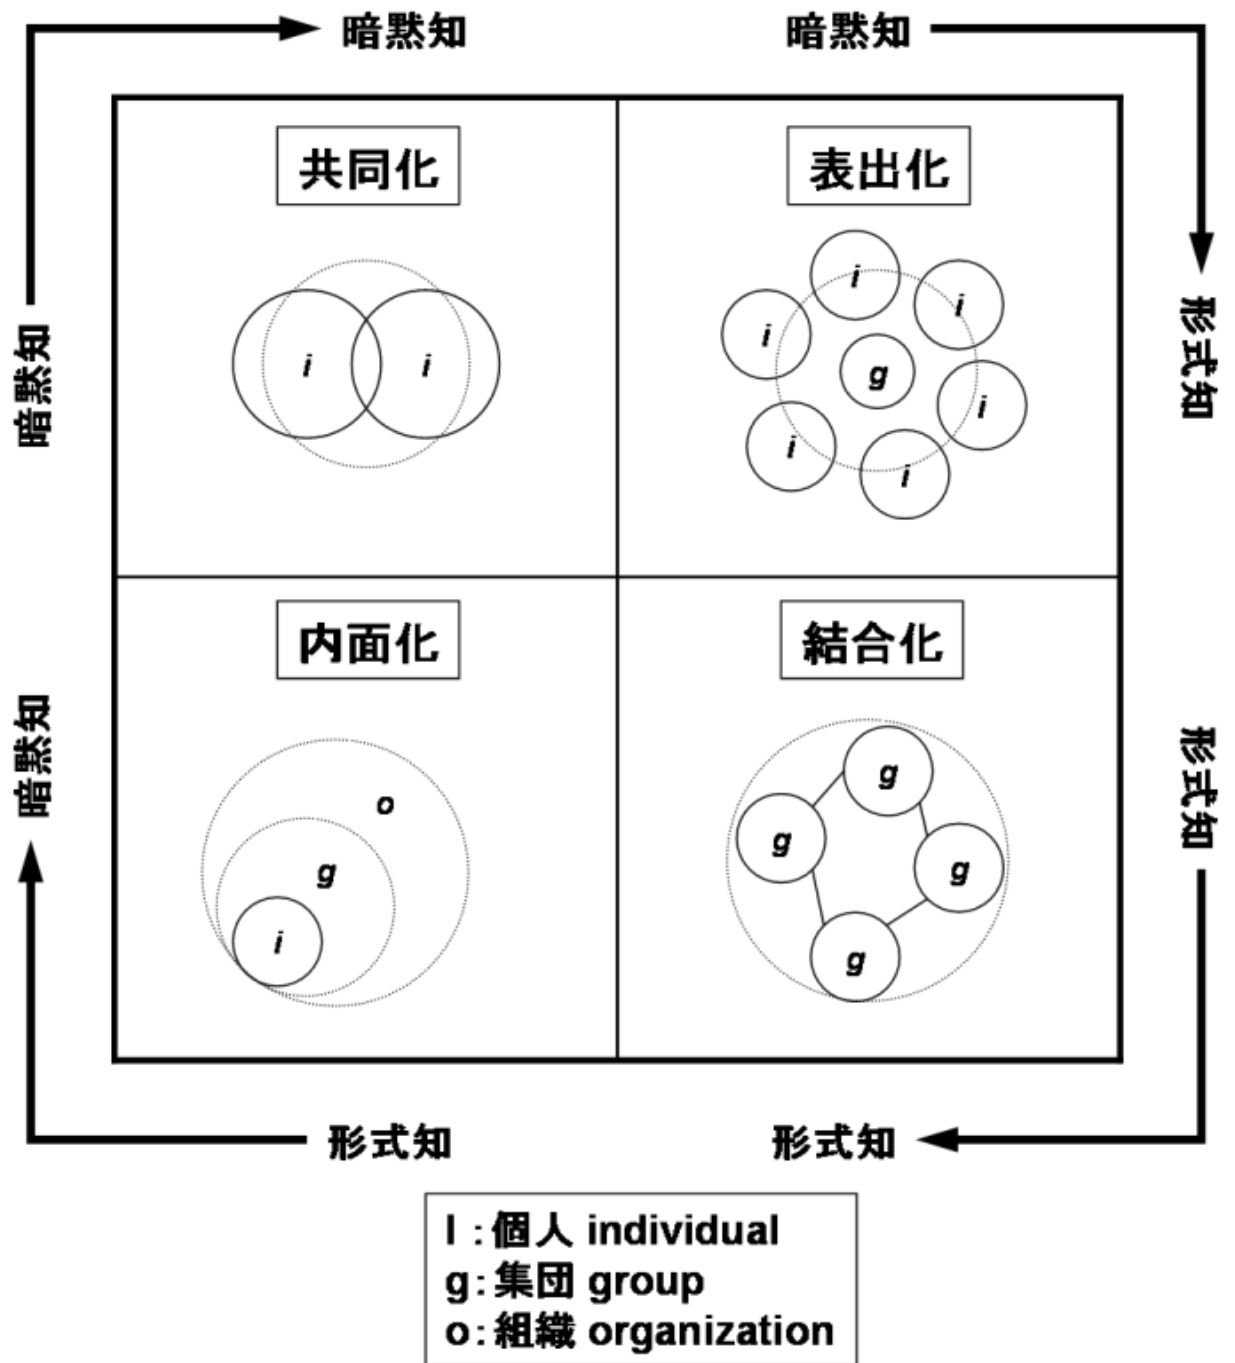 暗黙知
暗黙知
共同化
表出化
i
i
i
i
i
i
g
i
i
i
暗黙知
形式知
内面化
結合化
o
g
i
g
g
g
g
暗黙知
形式知
形式知
形式知
I：個人 individual
g：集団 group
o：組織 organization